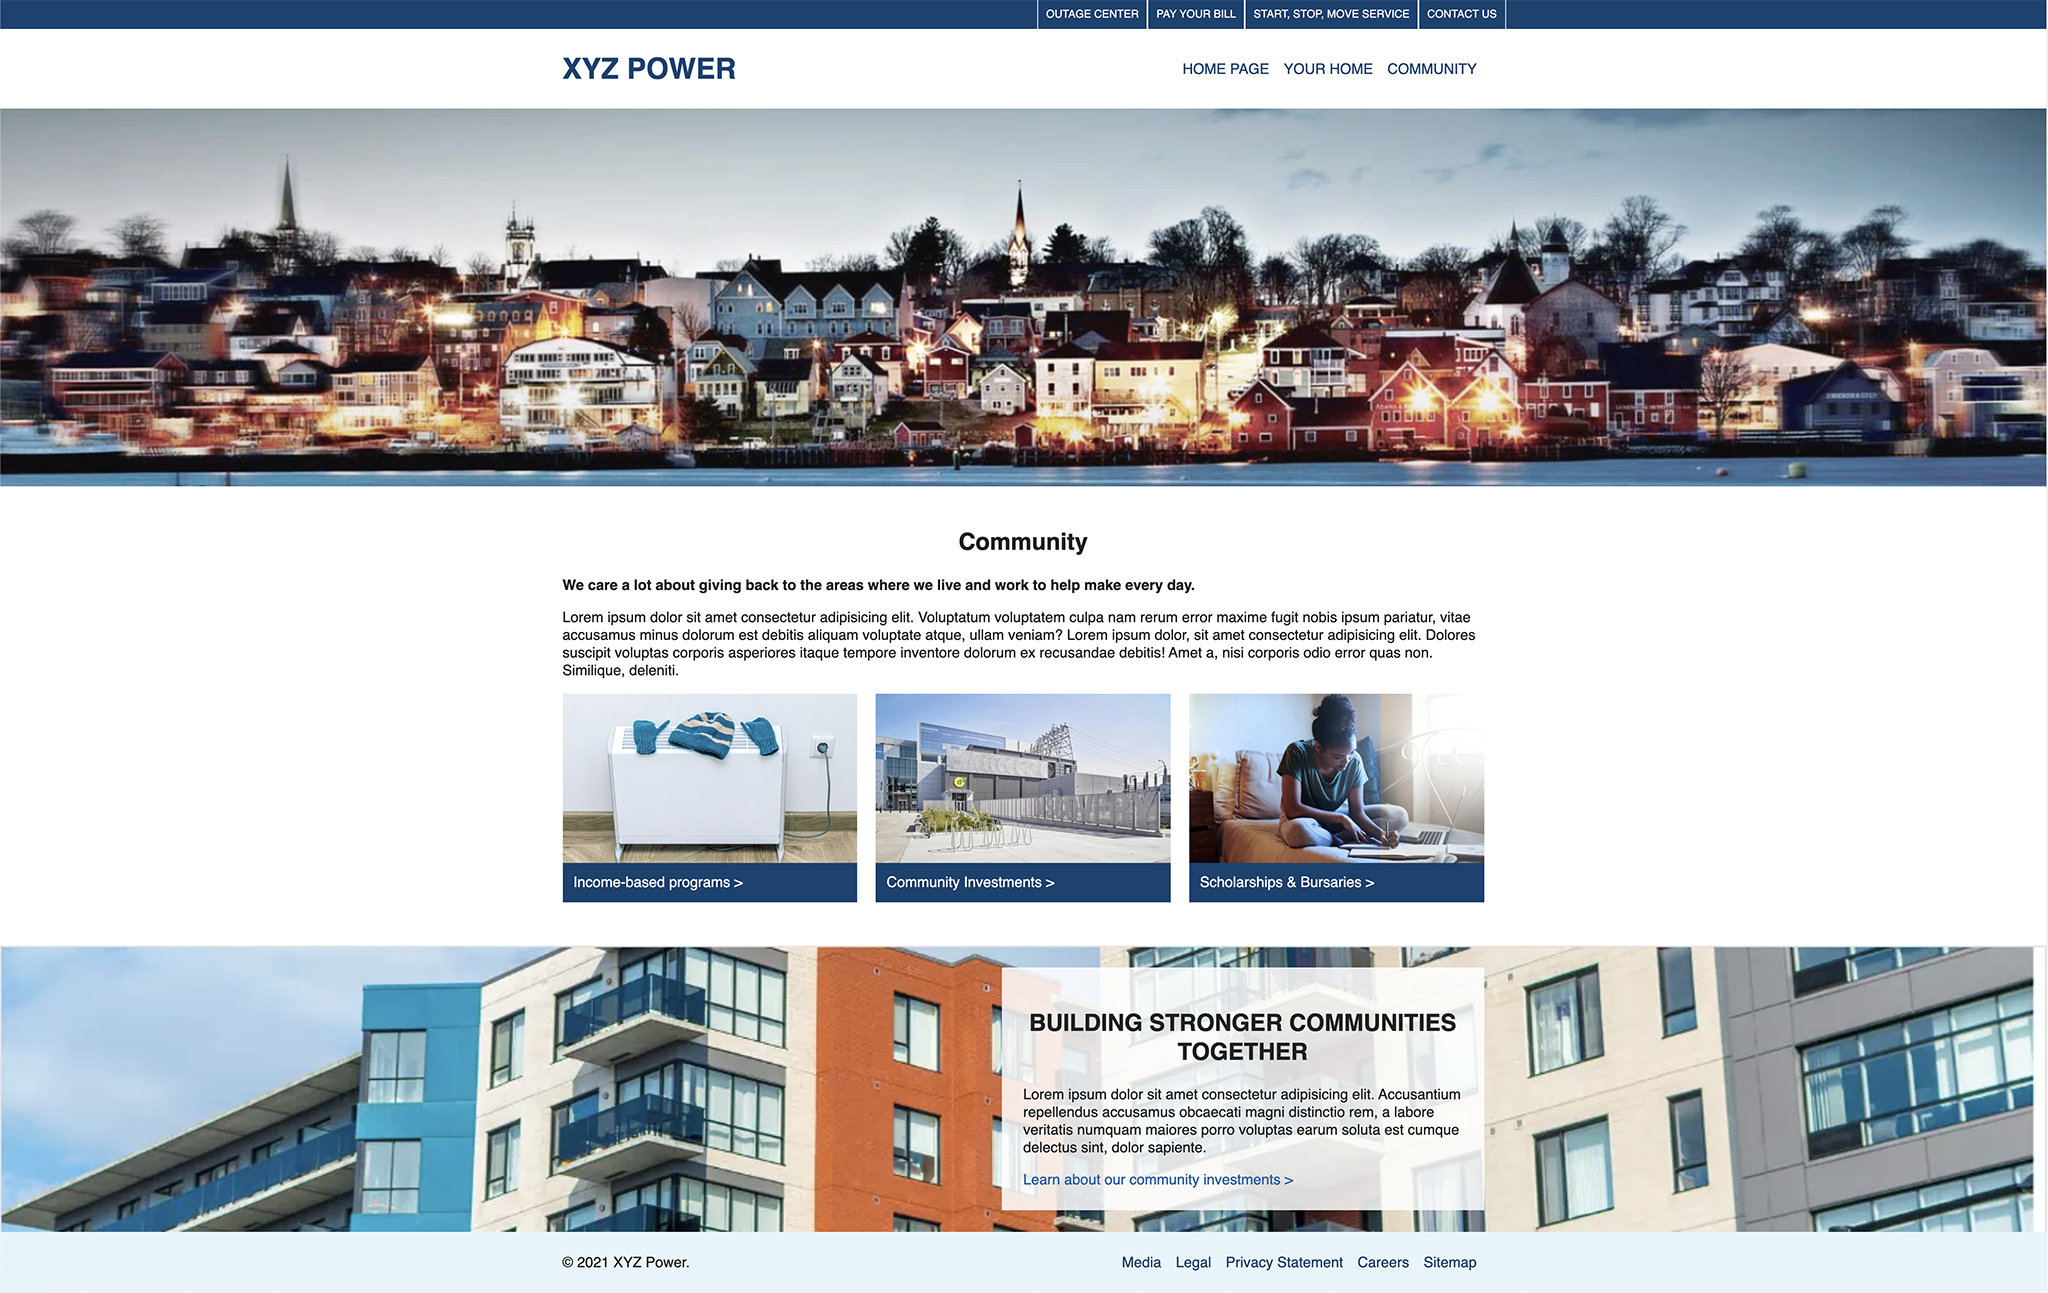 OUTAGE CENTER
PAY YOUR BILL
START, STOP, MOVE SERVICE
CONTACT US
XYZ POWER
HOME PAGE
YOUR HOME
COMMUNITY
Community
We care a lot about giving back to the areas where we live and work to help make every day.
Lorem ipsum dolor sit amet consectetur adipisicing elit. Voluptatum voluptatem culpa nam rerum error maxime fugit nobis ipsum pariatur, vitae
accusamus minus dolorum est debitis aliquam voluptate atque, ullam veniam? Lorem ipsum dolor, sit amet consectetur adipisicing elit. Dolores
suscipit voluptas corporis asperiores itaque tempore inventore dolorum ex recusandae debitis! Amet a, nisi corporis odio error quas non.
Similique, deleniti.
Income-based programs >
Community Investments >
Scholarships & Bursaries >
BUILDING STRONGER COMMUNITIES
TOGETHER
Lorem ipsum dolor sit amet consectetur adipisicing elit. Accusantium
repellendus accusamus obcaecati magni distinctio rem, a labore
veritatis numquam maiores porro voluptas earum soluta est cumque
delectus sint, dolor sapiente.
Learn about our community investments >
© 2021 XYZ Power.
Media
Legal
Privacy Statement
Careers
Sitemap